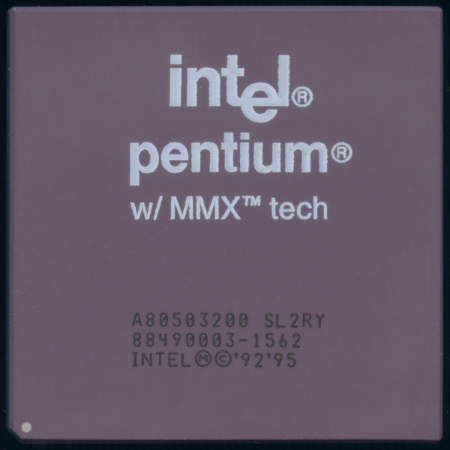 intel®
pentium®
w/ MMX™ tech
A80503200 SL2RY
88490003-1562
INTEL Ⓜ © '92 '95